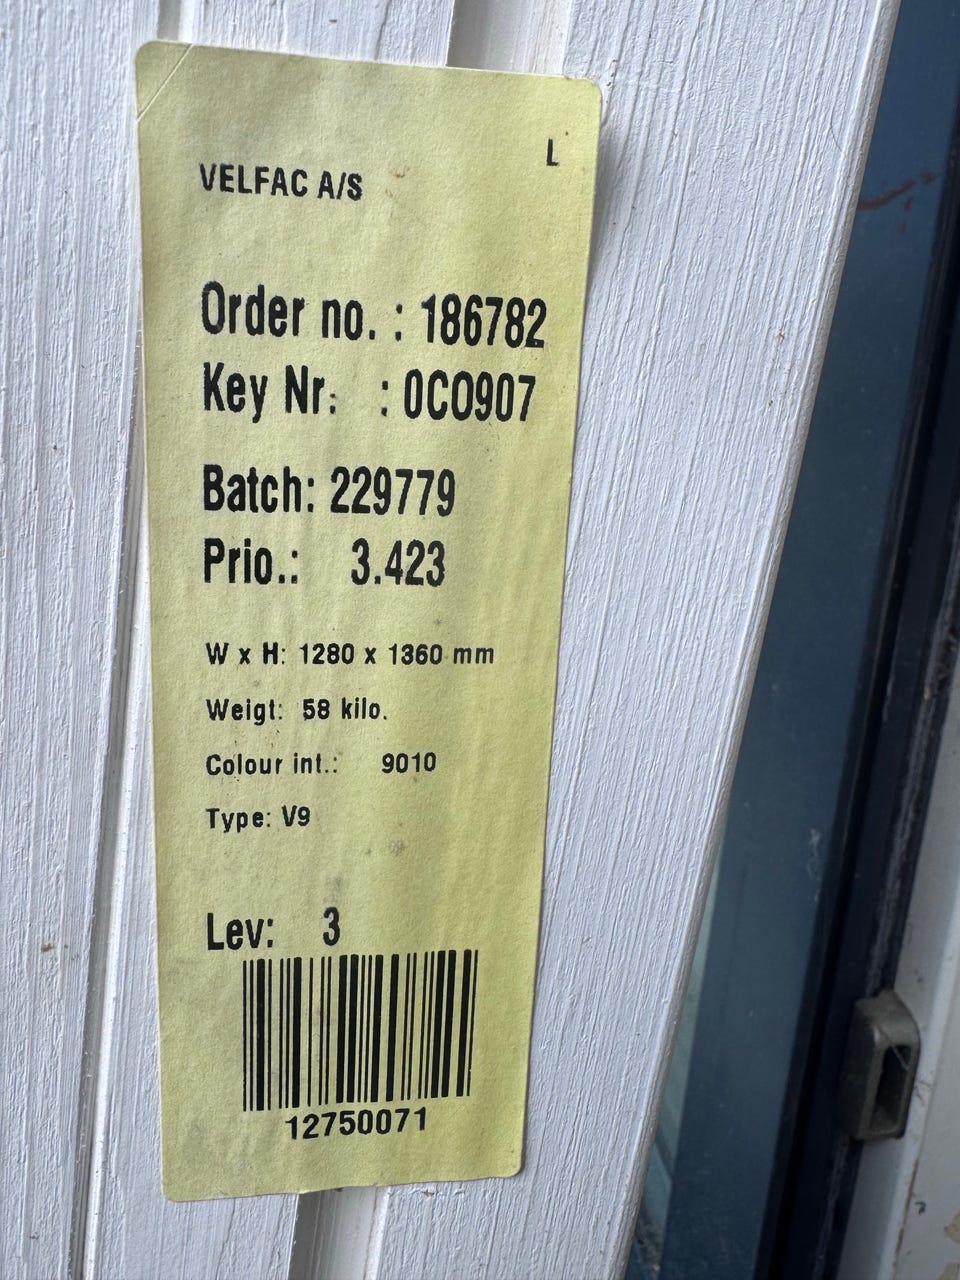 L
VELFAC A/S
Order no. : 186782
Key Nr: : 0CO907
Batch: 229779
Prio.: 3.423
W x H: 1280 x 1360 mm
Weigt: 58 kilo.
Colour int.: 9010
Type: V9
Lev: 3
12750071